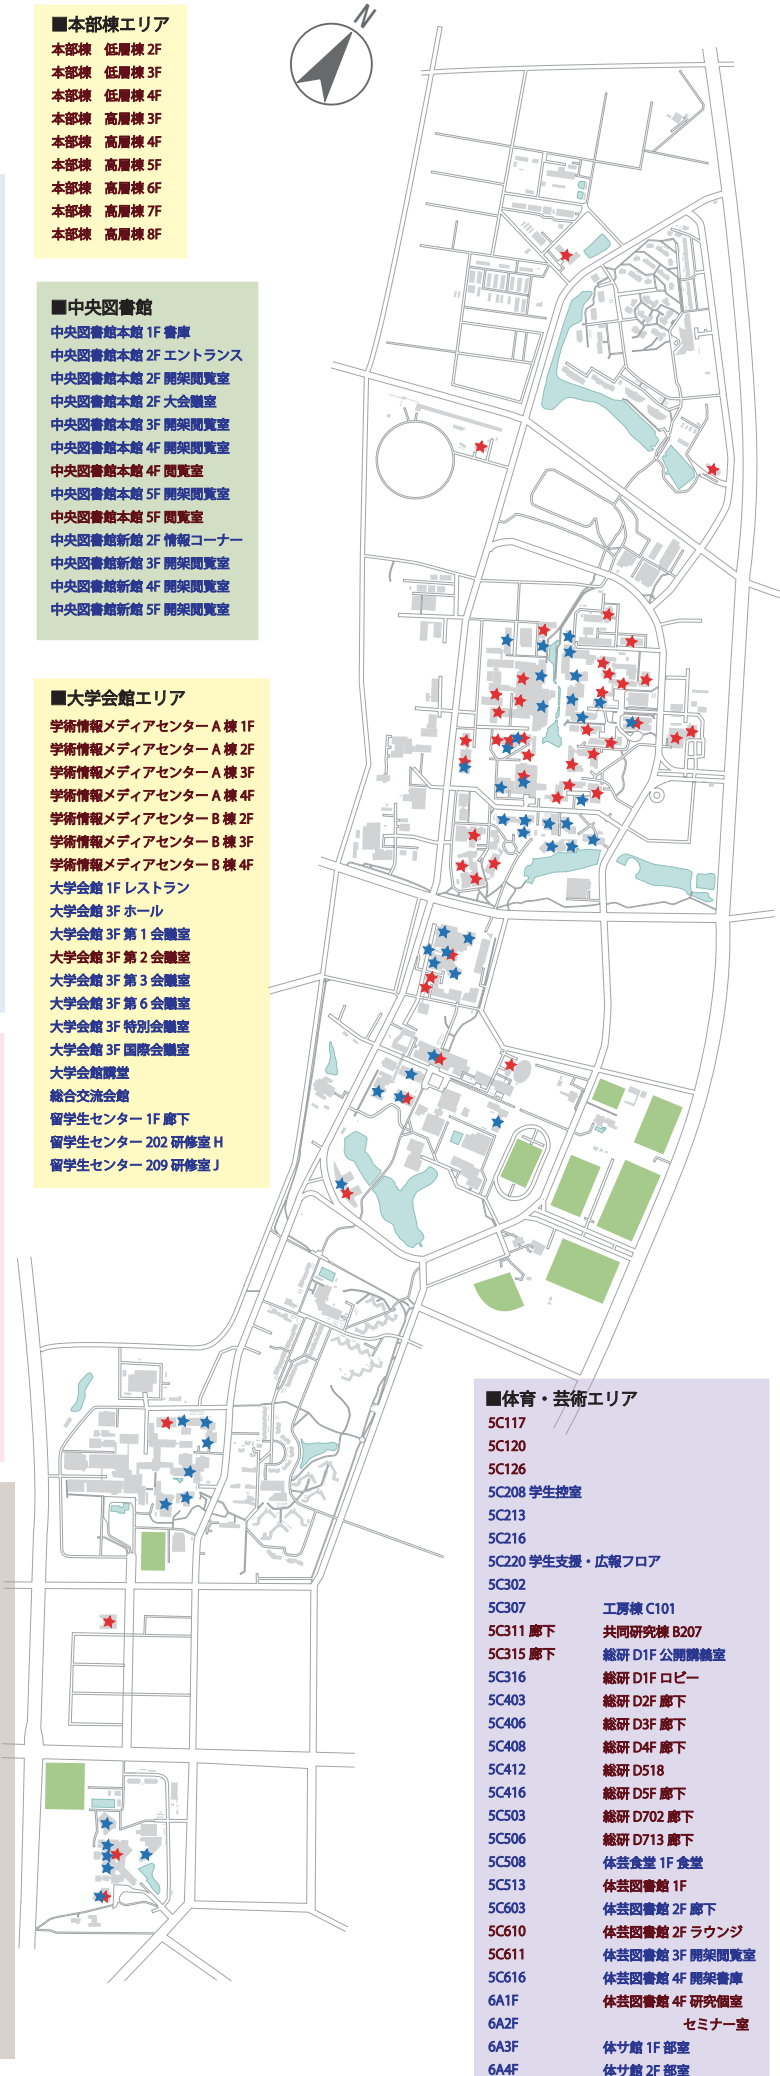 N
■本部棟エリア
本部棟 低層棟 2F
本部棟 低層棟 3F
本部棟 低層棟 4F
本部棟 高層棟 3F
本部棟 高層棟 4F
本部棟 高層棟 5F
本部棟 高層棟 6F
本部棟 高層棟 7F
本部棟 高層棟 8F
■中央図書館
中央図書館本館 1F 書庫
中央図書館本館 2F エントランス
中央図書館本館 2F 開架閲覧室
中央図書館本館 2F 大会議室
中央図書館本館 3F 開架閲覧室
中央図書館本館 4F 開架閲覧室
中央図書館本館 4F 閲覧室
中央図書館本館 5F 開架閲覧室
中央図書館本館 5F 閲覧室
中央図書館新館 2F 情報コーナー
中央図書館新館 3F 開架閲覧室
中央図書館新館 4F 開架閲覧室
中央図書館新館 5F 開架閲覧室
■大学会館エリア
学術情報メディアセンター A 棟 1F
学術情報メディアセンター A 棟 2F
学術情報メディアセンター A 棟 3F
学術情報メディアセンター A 棟 4F
学術情報メディアセンター B 棟 2F
学術情報メディアセンター B 棟 3F
学術情報メディアセンター B 棟 4F
大学会館 1F レストラン
大学会館 3F ホール
大学会館 3F 第 1 会議室
大学会館 3F 第 2 会議室
大学会館 3F 第 3 会議室
大学会館 3F 第 6 会議室
大学会館 3F 特別会議室
大学会館 3F 国際会議室
大学会館講堂
総合交流会館
留学生センター 1F 廊下
留学生センター 202 研修室 H
留学生センター 209 研修室 J
■体育・芸術エリア
5C117
5C120
5C126
5C208 学生控室
5C213
5C216
5C220 学生支援・広報フロア
5C302
5C307 工房棟 C101
5C311 廊下 共同研究棟 B207
5C315 廊下 総研 D1F 公開講義室
5C316 総研 D1F ロビー
5C403 総研 D2F 廊下
5C406 総研 D3F 廊下
5C408 総研 D4F 廊下
5C412 総研 D518
5C416 総研 D5F 廊下
5C503 総研 D702 廊下
5C506 総研 D713 廊下
5C508 体芸食堂 1F 食堂
5C513 体芸図書館 1F
5C603 体芸図書館 2F 廊下
5C610 体芸図書館 2F ラウンジ
5C611 体芸図書館 3F 開架閲覧室
5C616 体芸図書館 4F 開架書庫
6A1F 体芸図書館 4F 研究個室
6A2F セミナー室
6A3F 体サ館 1F 部室
6A4F 体サ館 2F 部室